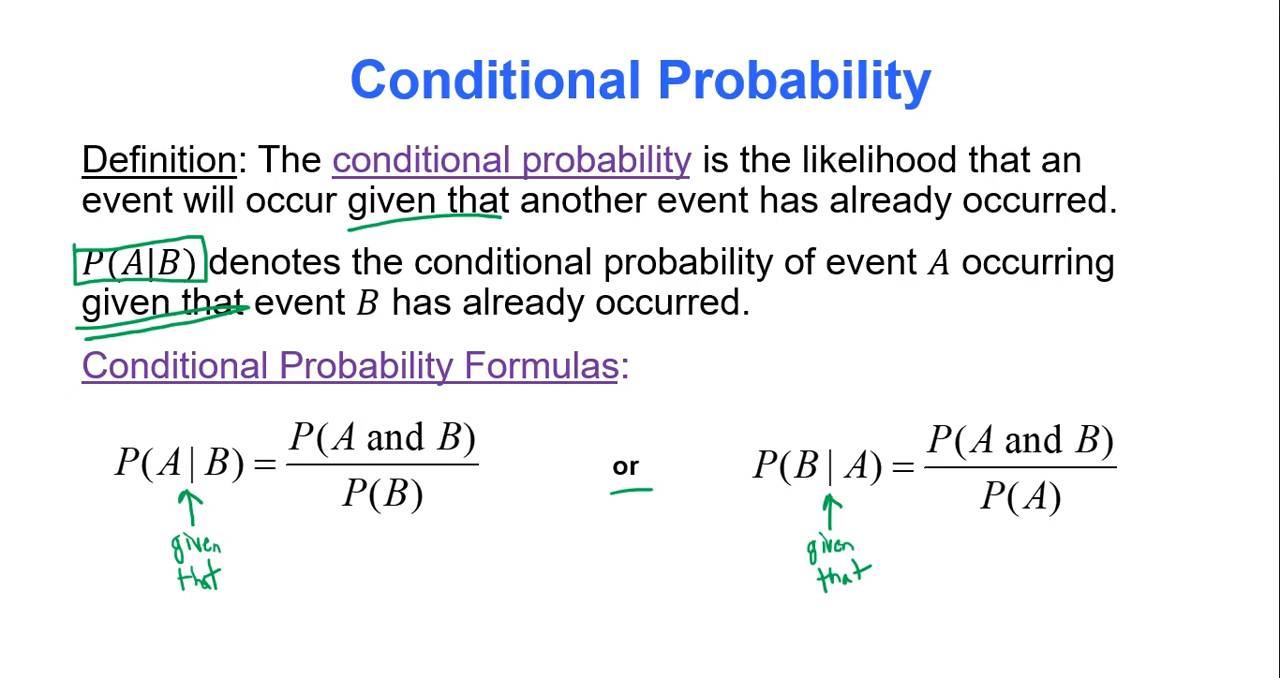 Conditional Probability
Definition: The conditional probability is the likelihood that an
event will occur given that another event has already occurred.
P(A|B) denotes the conditional probability of event A occurring
given that event B has already occurred.
Conditional Probability Formulas:
P(A | B) = P(A and B) / P(B) or P(B | A) = P(A and B) / P(A)
given that given that